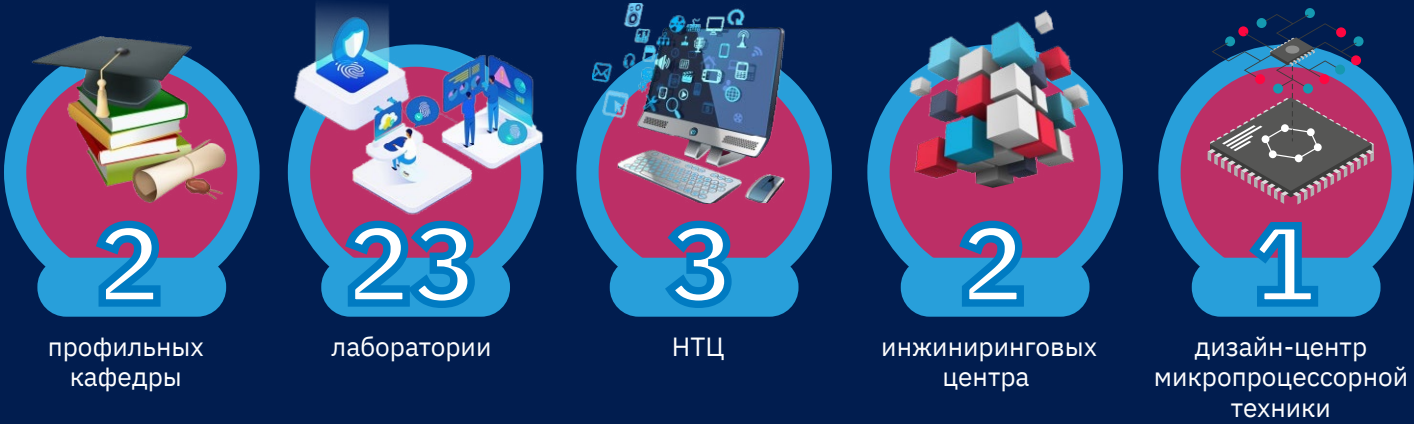 2
профильных
кафедры
23
лаборатории
3
НТЦ
2
инжиниринговых
центра
1
дизайн-центр
микропроцессорной
техники